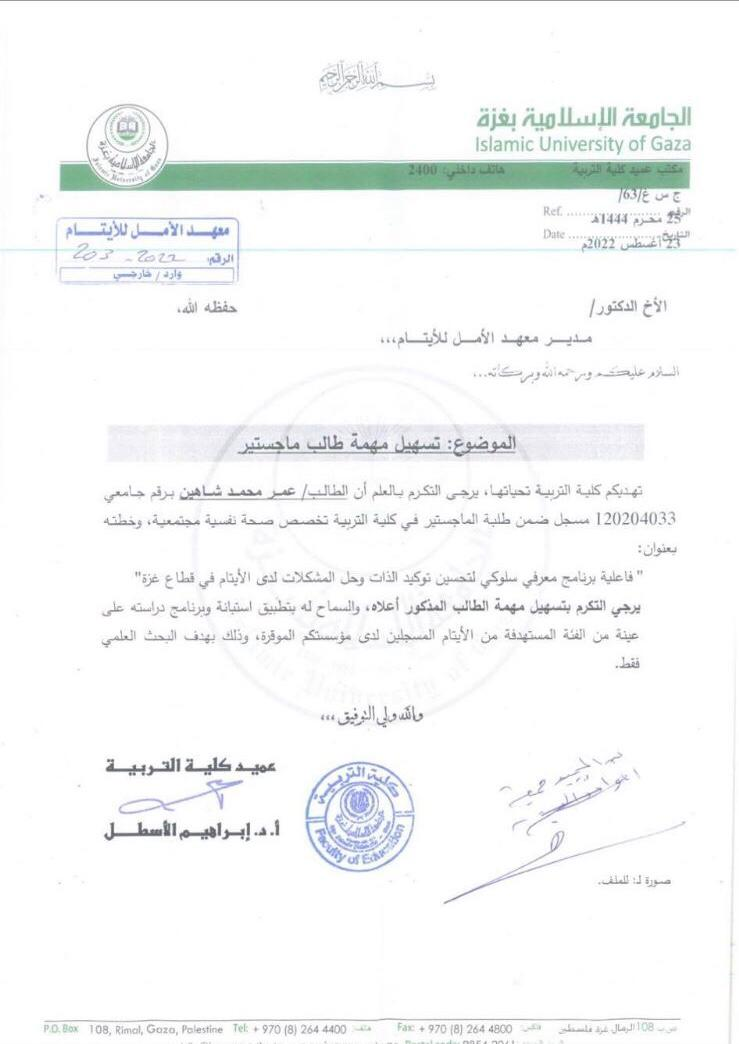 بسم الله الرحمن الرحيم
الجامعة الإسلامية بغزة
Islamic University of Gaza
مكتب عميد كلية التربية هاتف داخلي: 2400
ج س غ/63/
الرقم Ref.
25 محرم 1444هـ
التاريخ Date
23 أغسطس 2022م
معهد الأمل للأيتام
الرقم: 2022 - 203
وارد / خارجي
الأخ الدكتور/ حفظه الله،
مدير معهد الأمل للأيتام،،،
السلام عليكم ورحمة الله وبركاته...
الموضوع: تسهيل مهمة طالب ماجستير
تهديكم كلية التربية تحياتها، يرجى التكرم بالعلم أن الطالب/ عمر محمد شاهين برقم جامعي
120204033 مسجل ضمن طلبة الماجستير في كلية التربية تخصص صحة نفسية مجتمعية، وخطته
بعنوان:
" فاعلية برنامج معرفي سلوكي لتحسين توكيد الذات وحل المشكلات لدى الأيتام في قطاع غزة"
يرجي التكرم بتسهيل مهمة الطالب المذكور أعلاه، والسماح له بتطبيق استبانة وبرنامج دراسته على
عينة من الفئة المستهدفة من الأيتام المسجلين لدى مؤسستكم الموقرة، وذلك بهدف البحث العلمي
فقط.
والله ولي التوفيق،،،
عميد كلية التربية
أ.د. إبراهيم الأسطل
كلية التربية
Faculty of Education
صورة لـ: للملف.
P.O. Box 108, Rimal, Gaza, Palestine Tel: + 970 (8) 264 4400 هاتف: Fax: + 970 (8) 264 4800 فاكس: ص.ب 108 الرمال غزة فلسطين